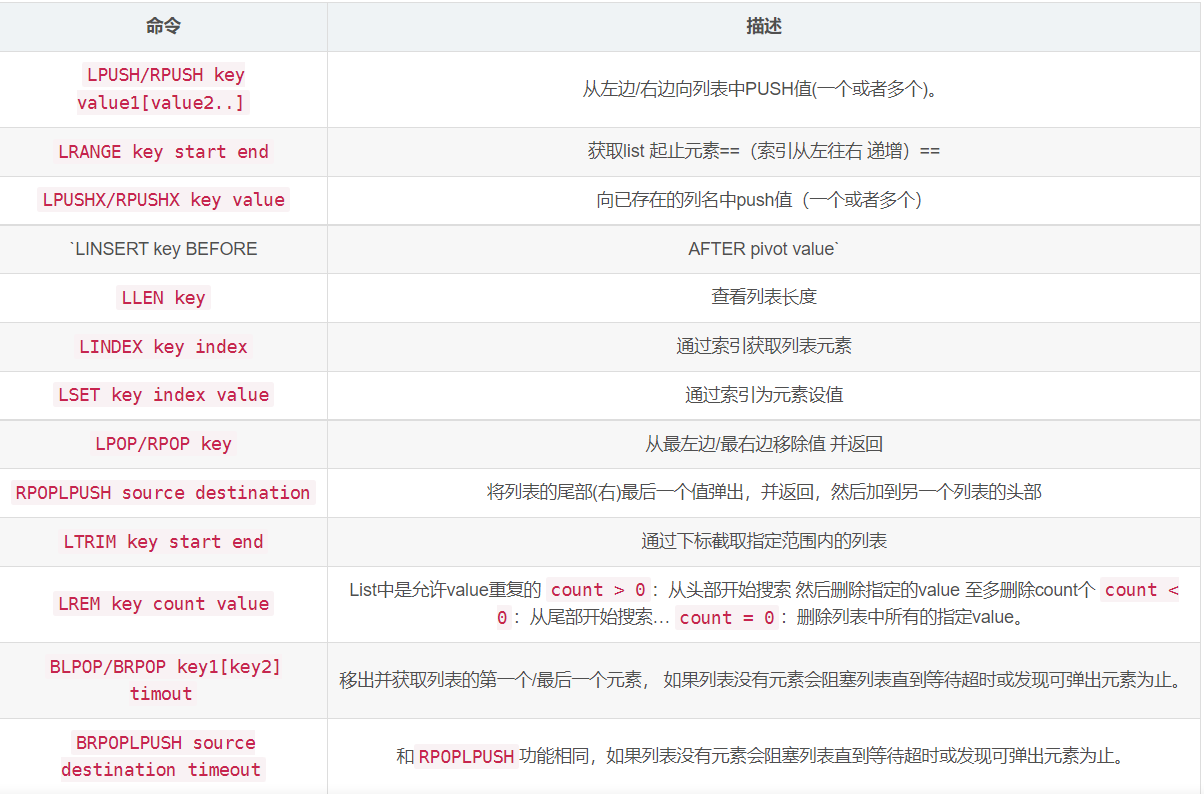 命令
描述
LPUSH/RPUSH key
value1[value2..]
从左边/右边向列表中PUSH值(一个或者多个)。
LRANGE key start end
获取list 起止元素==（索引从左往右 递增）==
LPUSHX/RPUSHX key value
向已存在的列名中push值（一个或者多个）
`LINSERT key BEFORE
AFTER pivot value`
LLEN key
查看列表长度
LINDEX key index
通过索引获取列表元素
LSET key index value
通过索引为元素设值
LPOP/RPOP key
从最左边/最右边移除值 并返回
RPOPLPUSH source destination
将列表的尾部(右)最后一个值弹出，并返回，然后加到另一个列表的头部
LTRIM key start end
通过下标截取指定范围内的列表
LREM key count value
List中是允许value重复的 count > 0： 从头部开始搜索 然后删除指定的value 至多删除count个 count <
0： 从尾部开始搜索… count = 0： 删除列表中所有的指定value。
BLPOP/BRPOP key1[key2]
timout
移出并获取列表的第一个/最后一个元素， 如果列表没有元素会阻塞列表直到等待超时或发现可弹出元素为止。
BRPOPLPUSH source
destination timeout
和 RPOPLPUSH 功能相同，如果列表没有元素会阻塞列表直到等待超时或发现可弹出元素为止。